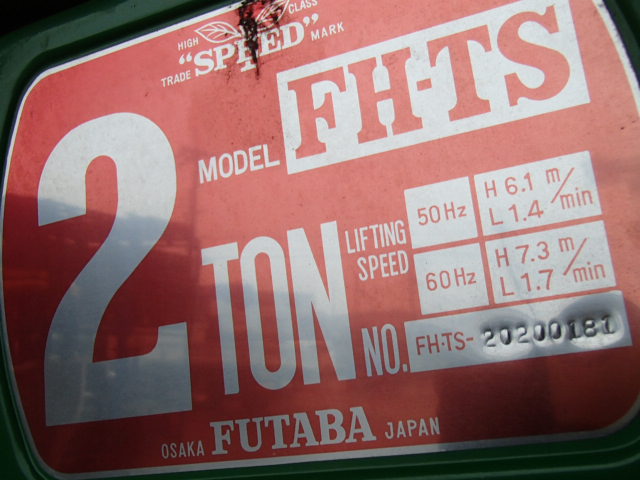 HIGH CLASS
TRADE "SPEED" MARK
2 TON
MODEL FH-TS
LIFTING SPEED
50Hz H 6.1 m/min L 1.4
60Hz H 7.3 m/min L 1.7
NO. FH-TS-20200181
OSAKA FUTABA JAPAN